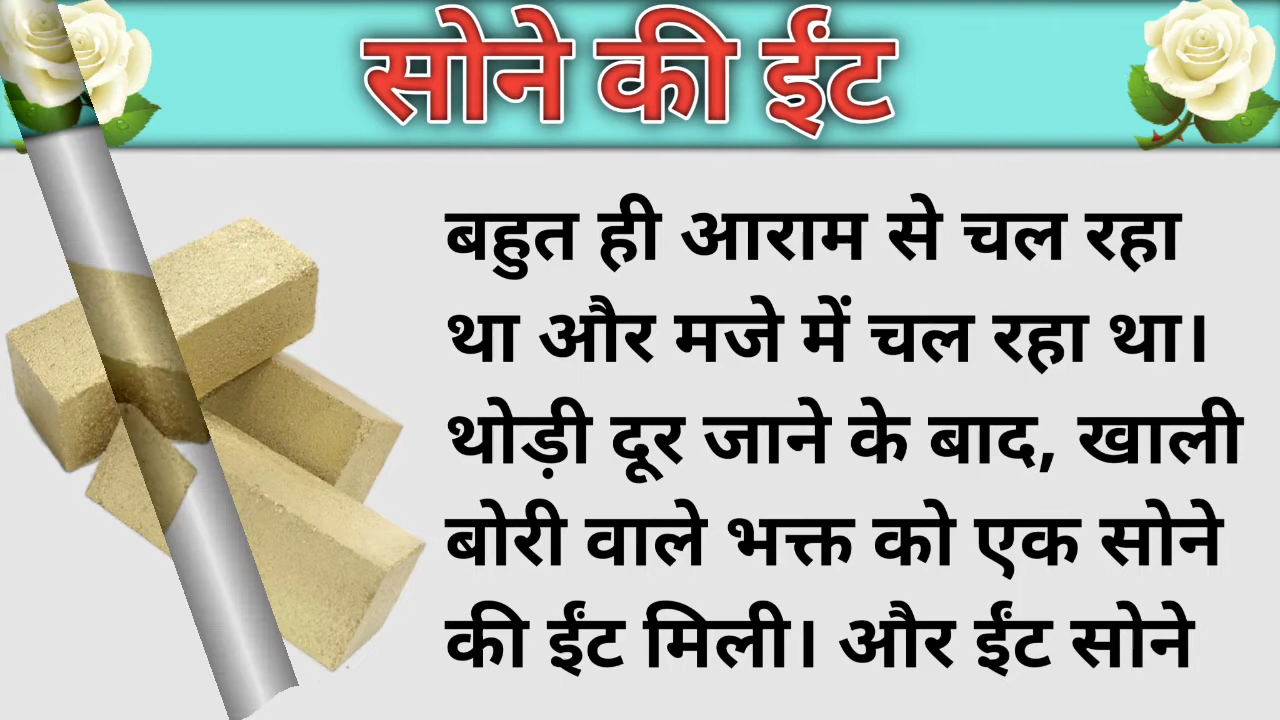 सोने की ईंट
बहुत ही आराम से चल रहा
था और मजे में चल रहा था।
थोड़ी दूर जाने के बाद, खाली
बोरी वाले भक्त को एक सोने
की ईंट मिली। और ईंट सोने